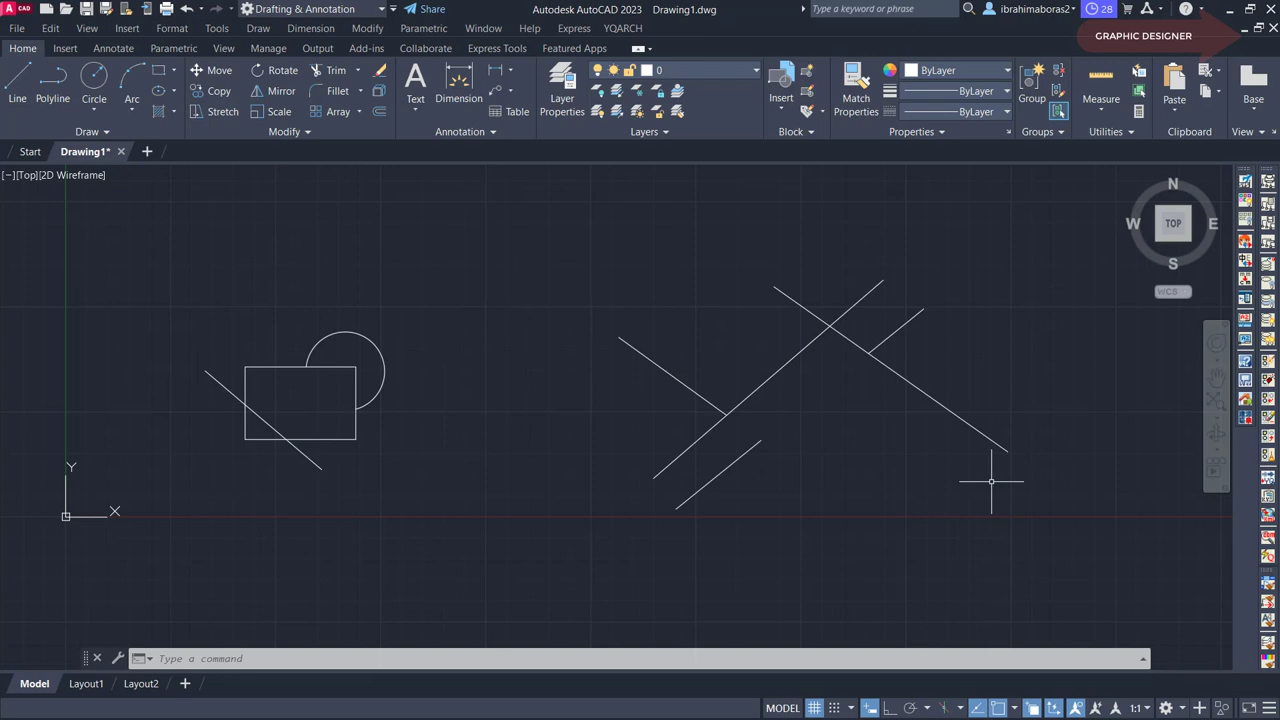 Drafting & Annotation Share Autodesk AutoCAD 2023 Drawing1.dwg Type a keyword or phrase ibrahimaboras2 28
File Edit View Insert Format Tools Draw Dimension Modify Parametric Window Help Express YQARCH
GRAPHIC DESIGNER
Home Insert Annotate Parametric View Manage Output Add-ins Collaborate Express Tools Featured Apps
Move Rotate Trim 0 ByLayer
Copy Mirror Fillet ByLayer
Stretch Scale Array Table ByLayer
Line Polyline Circle Arc Text Dimension Layer Properties Insert Match Properties Group Measure Paste Base
Draw Modify Annotation Layers Block Properties Groups Utilities Clipboard View
Start Drawing1*
[−][Top][2D Wireframe]
N
W TOP E
S
WCS
Y
X
Type a command
Model Layout1 Layout2
MODEL 1:1